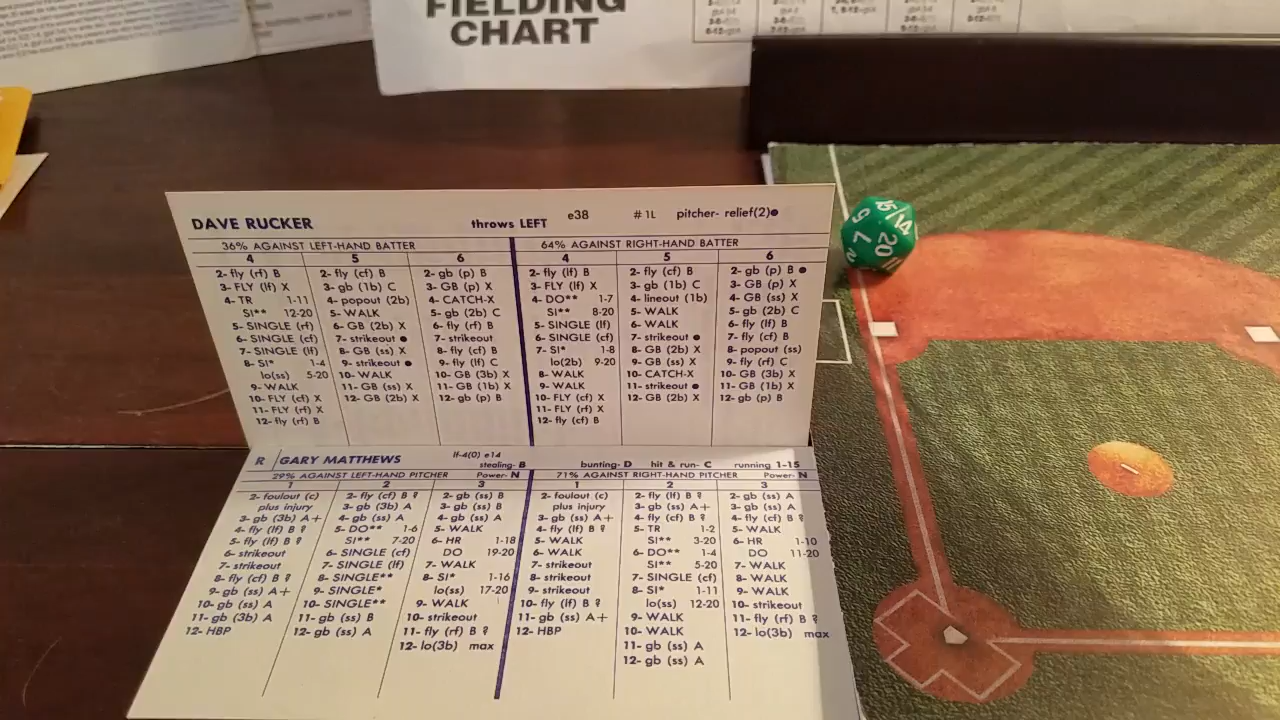 FIELDING
CHART
DAVE RUCKER throws LEFT e38 # 1L pitcher- relief(2)●
36% AGAINST LEFT-HAND BATTER 64% AGAINST RIGHT-HAND BATTER
4 5 6 4 5 6
2- fly (rf) B 2- fly (cf) B 2- gb (p) B 2- fly (lf) B 2- fly (cf) B 2- gb (p) B ●
3- FLY (lf) X 3- gb (1b) C 3- GB (p) X 3- FLY (lf) X 3- gb (1b) C 3- GB (p) X
4- TR 1-11 4- popout (2b) 4- CATCH-X 4- DO** 1-7 4- lineout (1b) 4- GB (ss) X
SI** 12-20 5- WALK 5- gb (2b) C SI** 8-20 5- WALK 5- gb (2b) C
5- SINGLE (rf) 6- GB (2b) X 6- fly (rf) B 5- SINGLE (lf) 6- WALK 6- fly (lf) B
6- SINGLE (cf) 7- strikeout ● 7- strikeout 6- SINGLE (cf) 7- strikeout ● 7- fly (cf) B
7- SINGLE (lf) 8- GB (ss) X 8- fly (cf) B 7- SI* 1-8 8- GB (2b) X 8- popout (ss)
8- SI* 1-4 9- strikeout ● 9- fly (lf) C lo(2b) 9-20 9- GB (ss) X 9- fly (rf) C
lo(ss) 5-20 10- WALK 10- GB (3b) X 8- WALK 10- CATCH-X 10- GB (3b) X
9- WALK 11- GB (ss) X 11- GB (1b) X 9- WALK 11- strikeout ● 11- GB (1b) X
10- FLY (cf) X 12- GB (2b) X 12- gb (p) B 10- FLY (cf) X 12- GB (2b) X 12- gb (p) B
11- FLY (rf) X 11- FLY (rf) X
12- fly (rf) B 12- fly (cf) B
R GARY MATTHEWS lf-4(0) e14 stealing- B bunting- D hit & run- C running 1-15
29% AGAINST LEFT-HAND PITCHER Power- N 71% AGAINST RIGHT-HAND PITCHER Power- N
1 2 3 1 2 3
2- foulout (c) 2- fly (cf) B ? 2- gb (ss) B 2- foulout (c) 2- fly (lf) B ? 2- gb (ss) A
plus injury 3- gb (3b) A 3- gb (ss) B plus injury 3- gb (ss) A+ 3- gb (ss) A
3- gb (3b) A+ 4- gb (ss) A 4- gb (ss) A 3- gb (ss) A+ 4- fly (cf) B ? 4- fly (cf) B ?
4- fly (lf) B ? 5- DO** 1-6 5- WALK 4- fly (lf) B ? 5- TR 1-2 5- WALK
5- fly (lf) B ? SI** 7-20 6- HR 1-18 5- WALK SI** 3-20 6- HR 1-10
6- strikeout 6- SINGLE (cf) DO 19-20 6- WALK 6- DO** 1-4 DO 11-20
7- strikeout 7- SINGLE (lf) 7- WALK 7- strikeout SI** 5-20 7- WALK
8- fly (cf) B ? 8- SINGLE** 8- SI* 1-16 8- strikeout 7- SINGLE (cf) 8- WALK
9- gb (ss) A+ 9- SINGLE* lo(ss) 17-20 9- strikeout 8- SI* 1-11 9- WALK
10- gb (ss) A 10- SINGLE** 9- WALK 10- fly (lf) B ? lo(ss) 12-20 10- strikeout
11- gb (3b) A 11- gb (ss) B 10- strikeout 11- gb (ss) A+ 9- WALK 11- fly (rf) B ?
12- HBP 12- gb (ss) A 11- fly (rf) B ? 12- HBP 10- WALK 12- lo(3b) max
12- lo(3b) max 11- gb (ss) A
12- gb (ss) A
15/14
9 7 20 2